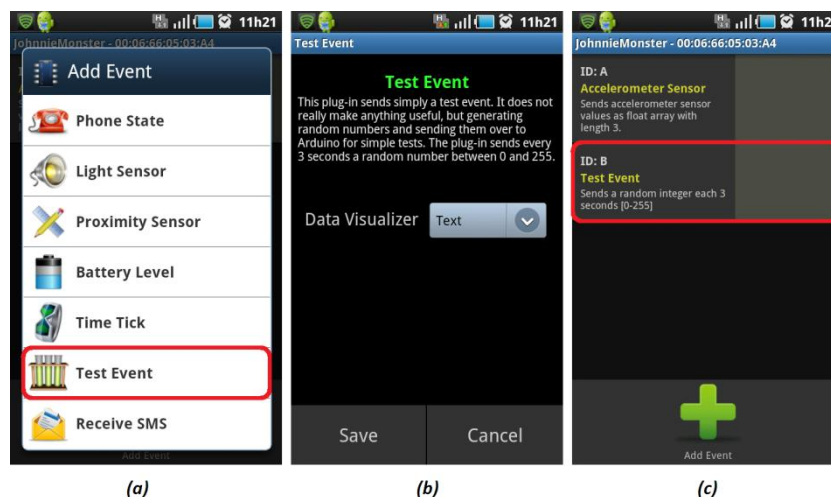 11h21
JohnnieMonster - 00:06:66:05:03:A4
Add Event
Phone State
Light Sensor
Proximity Sensor
Battery Level
Time Tick
Test Event
Receive SMS
Add Event
(a)
11h21
Test Event
Test Event
This plug-in sends simply a test event. It does not
really make anything useful, but generating
random numbers and sending them over to
Arduino for simple tests. The plug-in sends every
3 seconds a random number between 0 and 255.
Data Visualizer Text
Save Cancel
(b)
11h2
JohnnieMonster - 00:06:66:05:03:A4
ID: A
Accelerometer Sensor
Sends accelerometer sensor
values as float array with
length 3.
ID: B
Test Event
Sends a random integer each 3
seconds [0-255]
Add Event
(c)